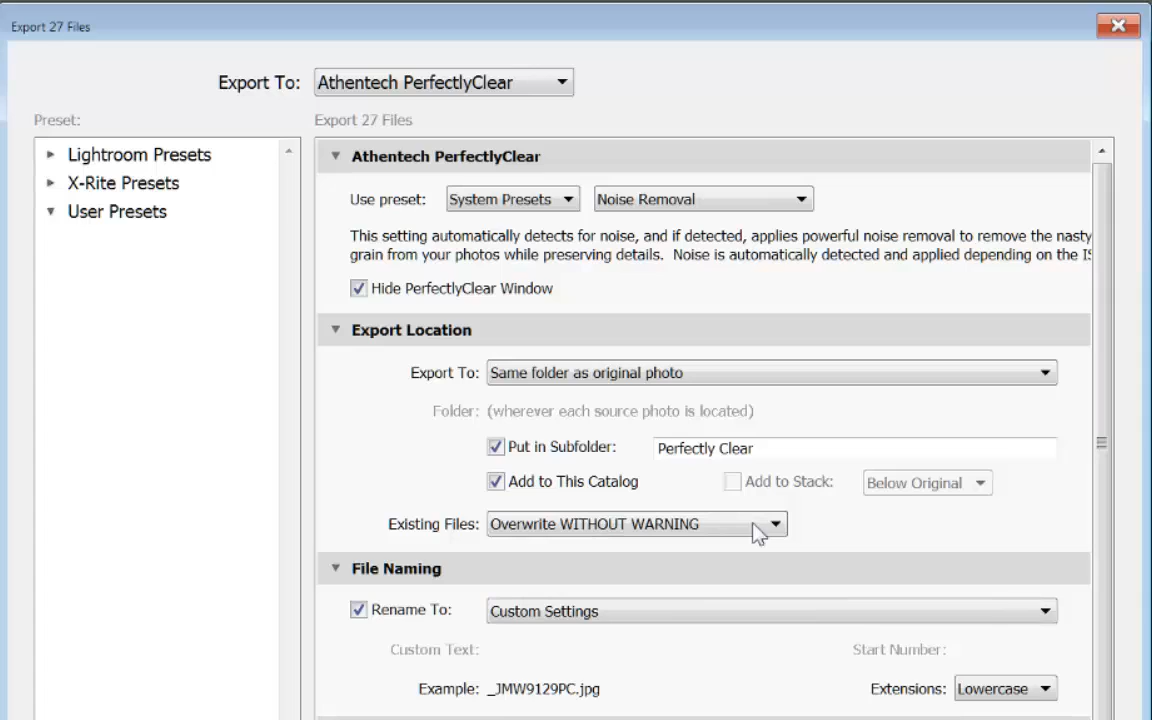 Export 27 Files
Export To: Athentech PerfectlyClear
Preset:
Export 27 Files
Lightroom Presets
X-Rite Presets
User Presets
Athentech PerfectlyClear
Use preset: System Presets Noise Removal
This setting automatically detects for noise, and if detected, applies powerful noise removal to remove the nasty
grain from your photos while preserving details. Noise is automatically detected and applied depending on the
Hide PerfectlyClear Window
Export Location
Export To: Same folder as original photo
Folder: (wherever each source photo is located)
Put in Subfolder: Perfectly Clear
Add to This Catalog Add to Stack: Below Original
Existing Files: Overwrite WITHOUT WARNING
File Naming
Rename To: Custom Settings
Custom Text: Start Number:
Example: _JMW9129PC.jpg Extensions: Lowercase